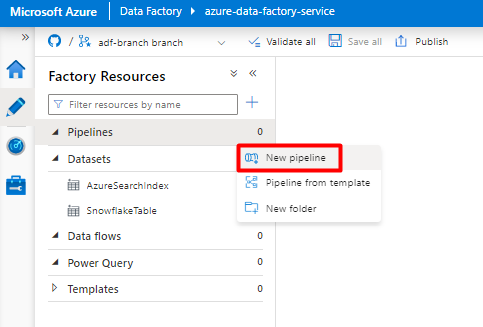 Microsoft Azure Data Factory azure-data-factory-service
/ adf-branch branch Validate all Save all Publish
Factory Resources
Filter resources by name
Pipelines 0
New pipeline
Datasets
Pipeline from template
AzureSearchIndex
New folder
SnowflakeTable
Data flows 0
Power Query 0
Templates 0